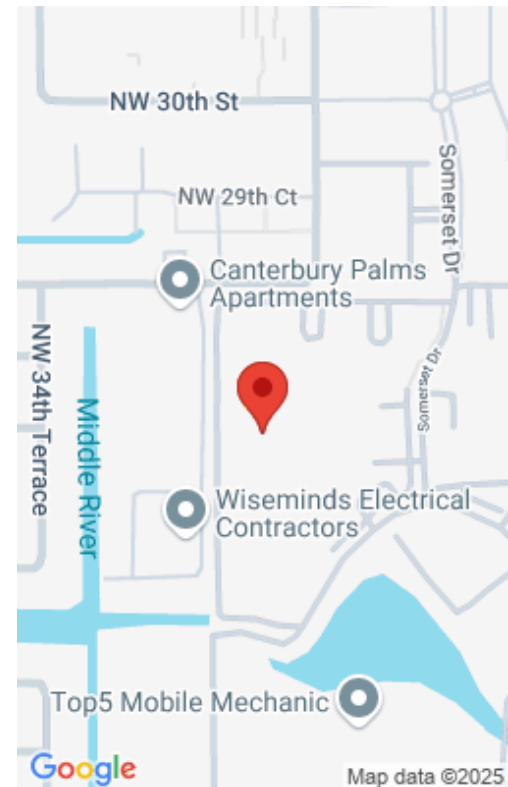 NW 30th St
Somerset Dr
NW 29th Ct
Canterbury Palms
Apartments
NW 34th Terrace
Middle River
Somerset Dr
Wiseminds Electrical
Contractors
Top5 Mobile Mechanic
Google
Map data ©2025